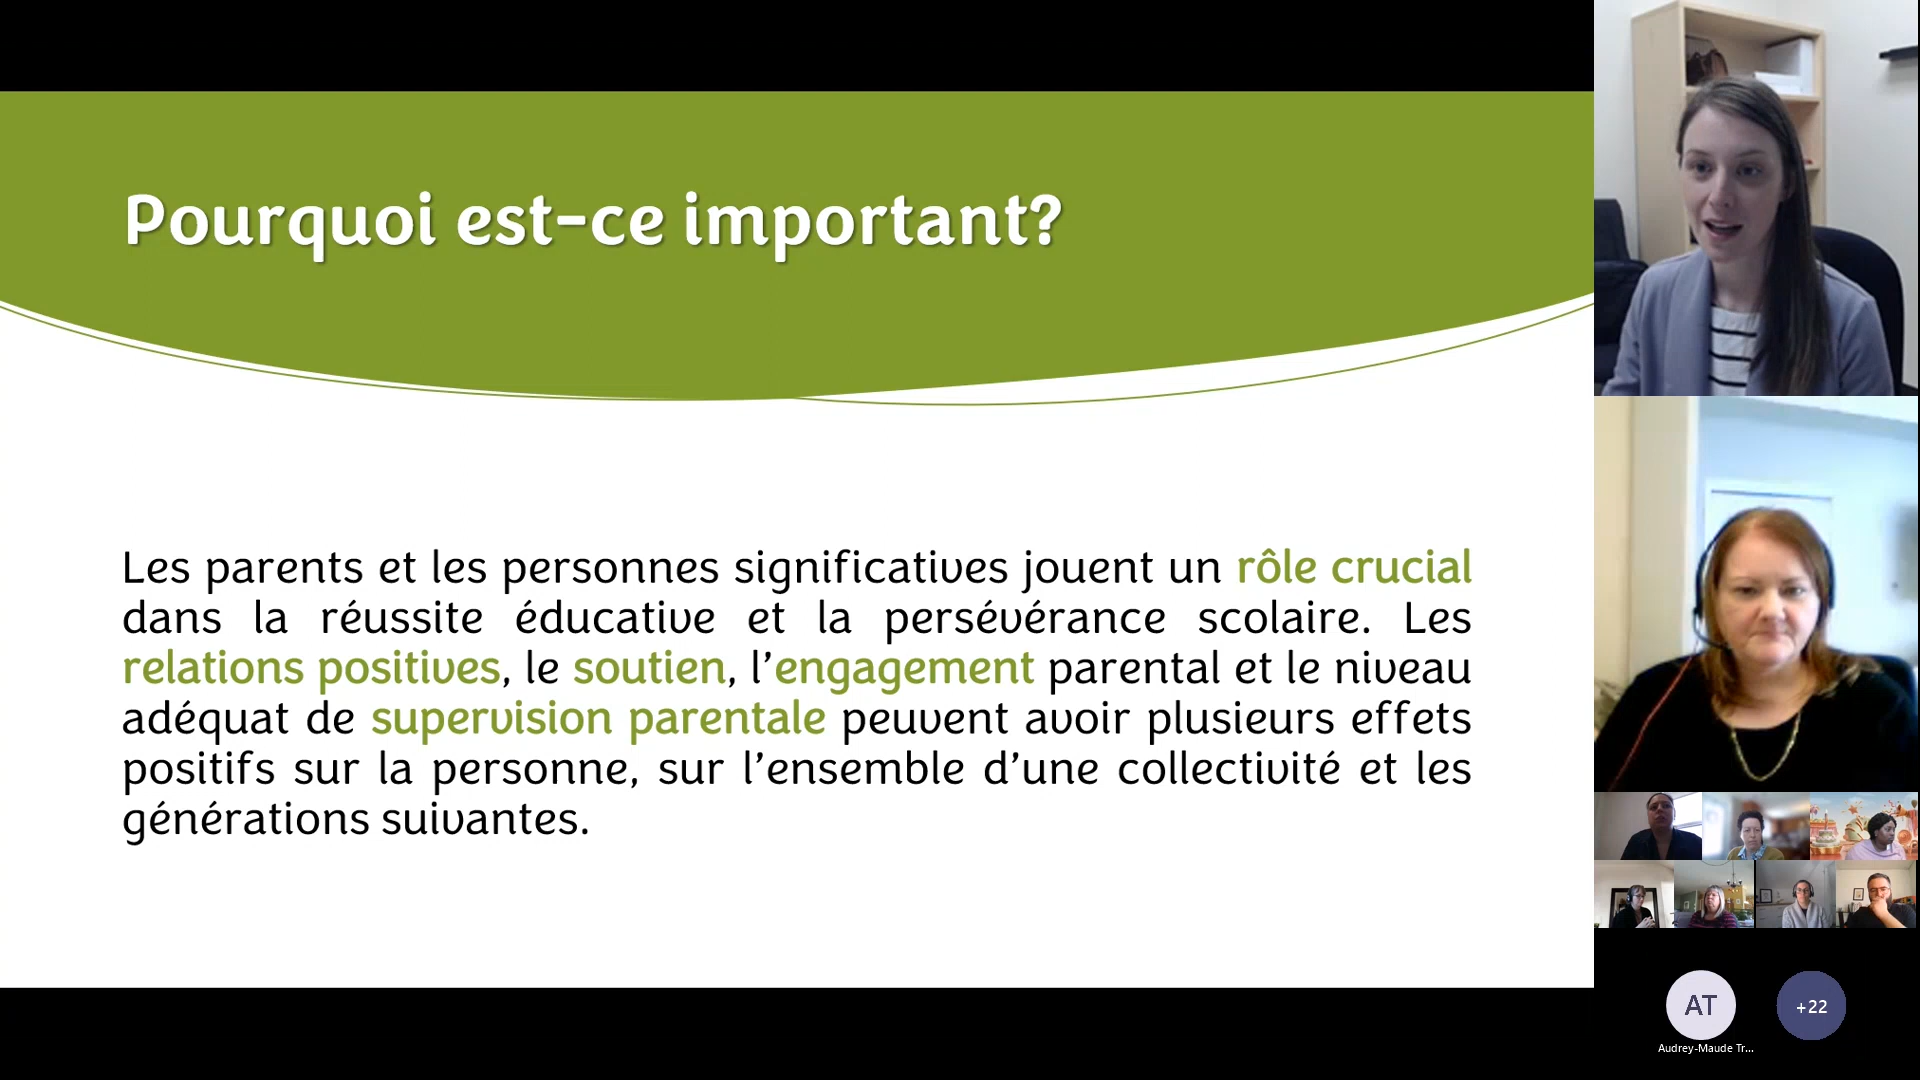 Pourquoi est-ce important?
Les parents et les personnes significatives jouent un rôle crucial
dans la réussite éducative et la persévérance scolaire. Les
relations positives, le soutien, l’engagement parental et le niveau
adéquat de supervision parentale peuvent avoir plusieurs effets
positifs sur la personne, sur l’ensemble d’une collectivité et les
générations suivantes.
AT
+22
Audrey-Maude Tr...